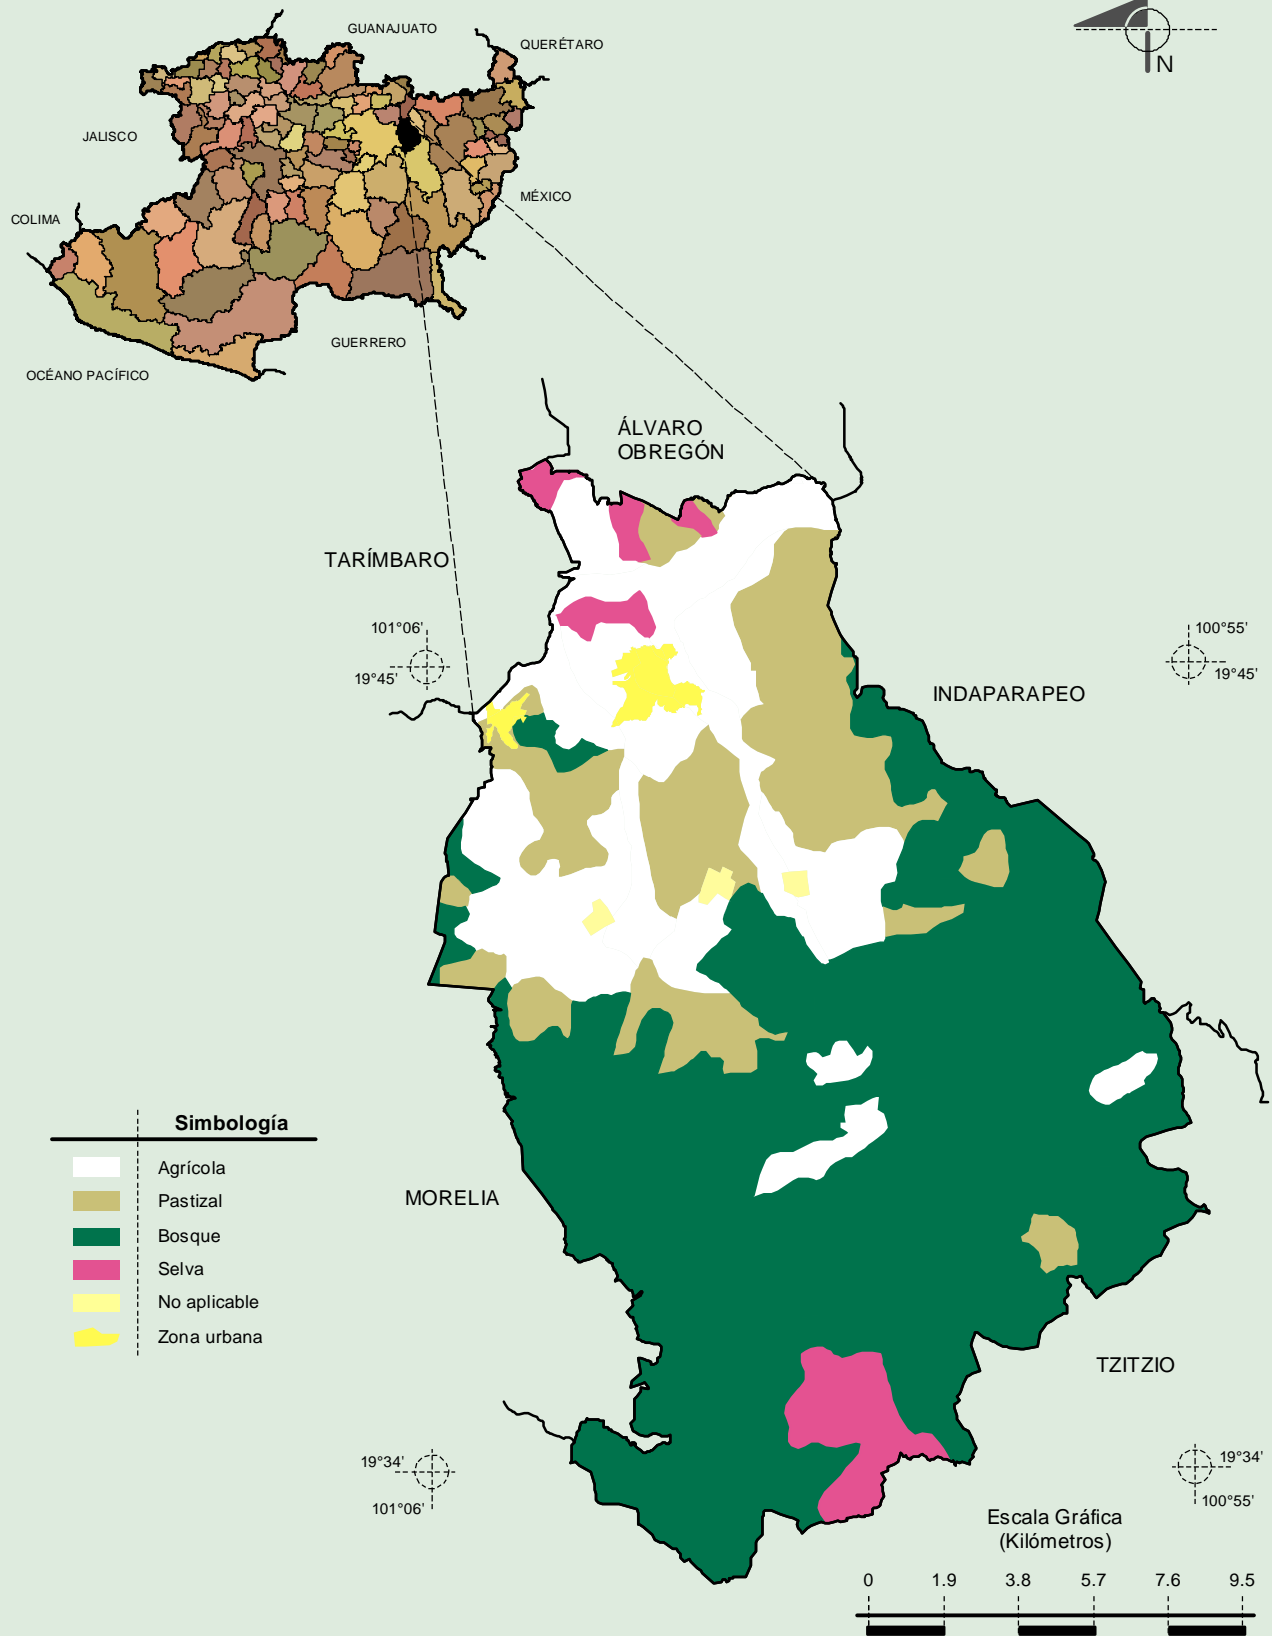 GUANAJUATO
QUERÉTARO
N
JALISCO
MÉXICO
COLIMA
GUERRERO
OCÉANO PACÍFICO
ÁLVARO
OBREGÓN
TARÍMBARO
101°06'
19°45'
100°55'
19°45'
INDAPARAPEO
Simbología
Agrícola
Pastizal
Bosque
Selva
No aplicable
Zona urbana
MORELIA
TZITZIO
19°34'
101°06'
19°34'
100°55'
Escala Gráfica
(Kilómetros)
0 1.9 3.8 5.7 7.6 9.5